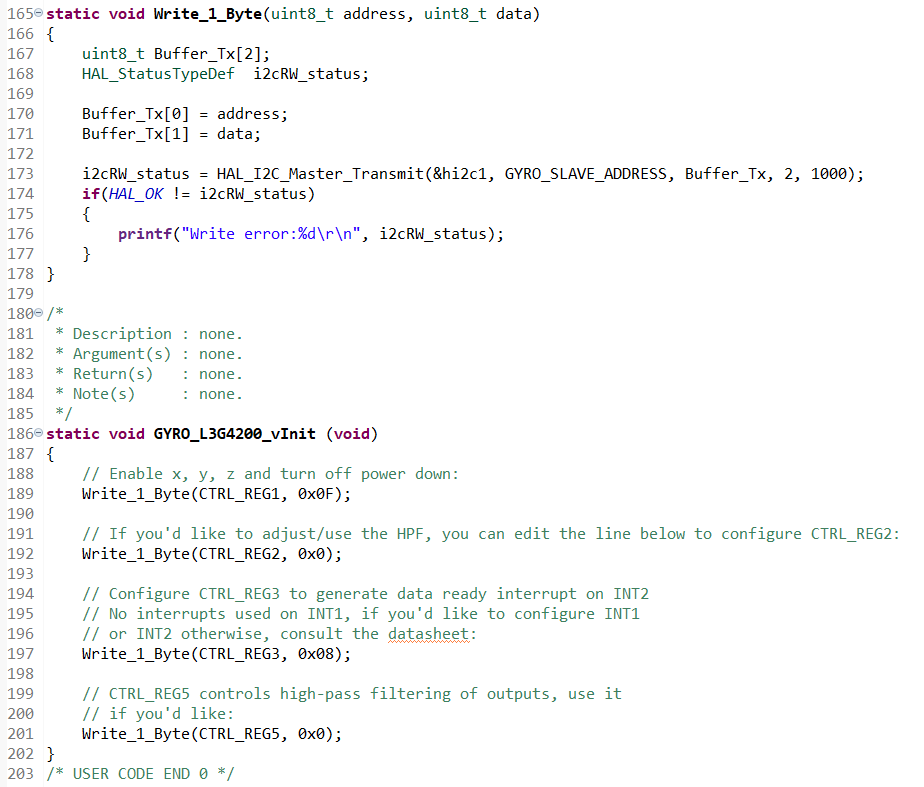 165 static void Write_1_Byte(uint8_t address, uint8_t data)
166 {
167     uint8_t Buffer_Tx[2];
168     HAL_StatusTypeDef  i2cRW_status;
169
170     Buffer_Tx[0] = address;
171     Buffer_Tx[1] = data;
172
173     i2cRW_status = HAL_I2C_Master_Transmit(&hi2c1, GYRO_SLAVE_ADDRESS, Buffer_Tx, 2, 1000);
174     if(HAL_OK != i2cRW_status)
175     {
176         printf("Write error:%d\r\n", i2cRW_status);
177     }
178 }
179
180 /*
181  * Description : none.
182  * Argument(s) : none.
183  * Return(s)   : none.
184  * Note(s)     : none.
185  */
186 static void GYRO_L3G4200_vInit (void)
187 {
188     // Enable x, y, z and turn off power down:
189     Write_1_Byte(CTRL_REG1, 0x0F);
190
191     // If you'd like to adjust/use the HPF, you can edit the line below to configure CTRL_REG2:
192     Write_1_Byte(CTRL_REG2, 0x0);
193
194     // Configure CTRL_REG3 to generate data ready interrupt on INT2
195     // No interrupts used on INT1, if you'd like to configure INT1
196     // or INT2 otherwise, consult the datasheet:
197     Write_1_Byte(CTRL_REG3, 0x08);
198
199     // CTRL_REG5 controls high-pass filtering of outputs, use it
200     // if you'd like:
201     Write_1_Byte(CTRL_REG5, 0x0);
202 }
203 /* USER CODE END 0 */